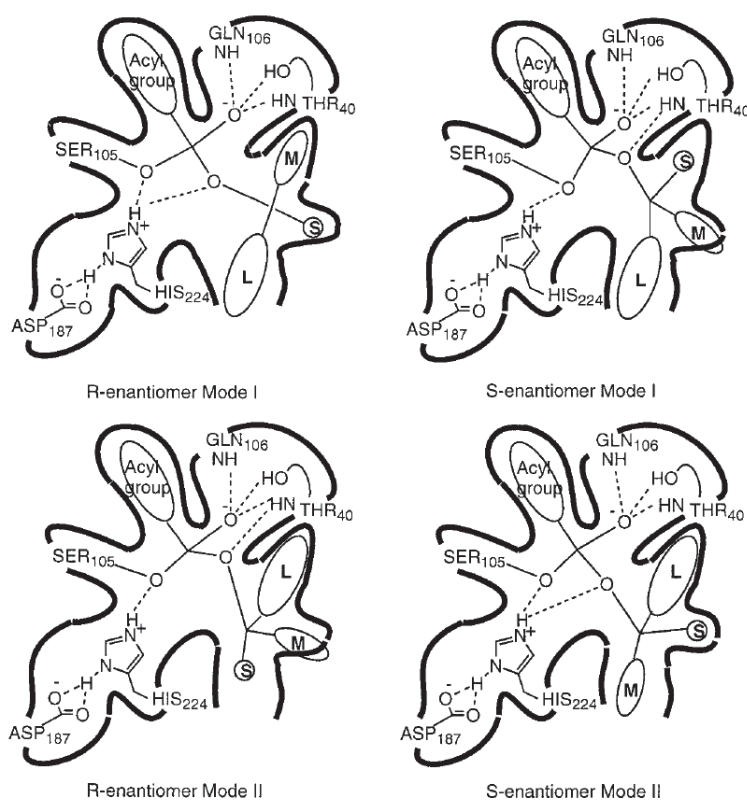 GLN106
NH
Acyl
group
HO
HN THR40
-
SER105
O
O
O
M
S
H
N
+
N
H
L
-
O
O
HIS224
ASP187
R-enantiomer Mode I
GLN106
NH
Acyl
group
HO
HN THR40
-
SER105
O
O
O
S
M
H
N
+
N
H
L
-
O
O
HIS224
ASP187
S-enantiomer Mode I
GLN106
NH
Acyl
group
HO
HN THR40
-
SER105
O
O
O
L
M
S
H
N
+
N
H
-
O
O
HIS224
ASP187
R-enantiomer Mode II
GLN106
NH
Acyl
group
HO
HN THR40
-
SER105
O
O
O
L
S
M
H
N
+
N
H
-
O
O
HIS224
ASP187
S-enantiomer Mode II